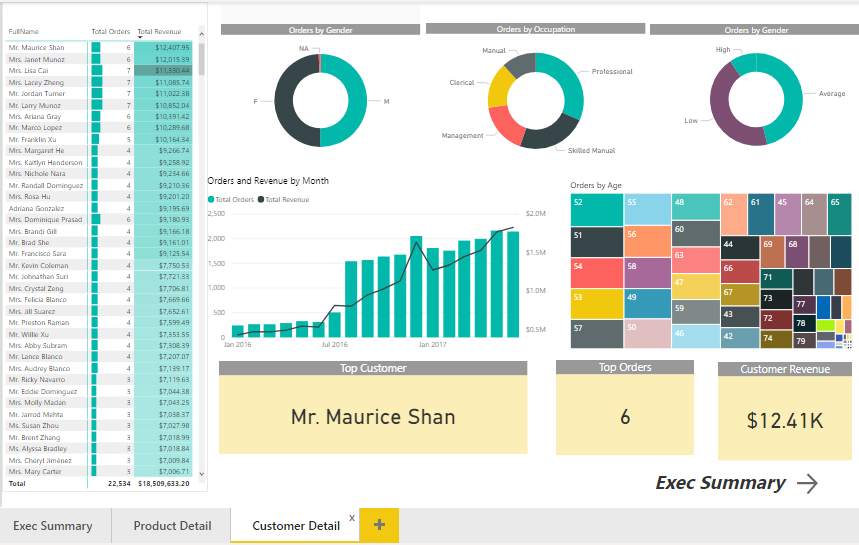 FullName Total Orders Total Revenue
Mr. Maurice Shan 6 $12,407.95
Mrs. Janet Munoz 6 $12,015.39
Mrs. Lisa Cai 7 $11,330.44
Mrs. Lacey Zheng 7 $11,085.74
Mr. Jordan Turner 7 $11,022.38
Mr. Larry Munoz 7 $10,852.04
Mrs. Ariana Gray 6 $10,391.42
Mr. Marco Lopez 6 $10,289.68
Mr. Franklin Xu 5 $10,164.34
Mrs. Margaret He 4 $9,266.74
Mrs. Kaitlyn Henderson 4 $9,258.92
Mrs. Nichole Nara 4 $9,234.66
Mr. Randall Dominguez 4 $9,210.36
Mrs. Rosa Hu 4 $9,201.20
Adriana Gonzalez 4 $9,195.69
Mrs. Dominique Prasad 6 $9,180.93
Mrs. Brandi Gill 4 $9,166.18
Mr. Brad She 4 $9,161.01
Mr. Francisco Sara 4 $9,125.54
Mr. Kevin Coleman 4 $7,750.53
Mr. Johnathan Suri 4 $7,721.33
Mrs. Crystal Zeng 4 $7,706.81
Mrs. Felicia Blanco 4 $7,669.66
Mrs. Jill Suarez 4 $7,652.61
Mr. Preston Raman 4 $7,599.49
Mr. Willie Xu 4 $7,353.55
Mrs. Abby Subram 4 $7,308.39
Mr. Lance Blanco 4 $7,207.07
Mrs. Audrey Blanco 4 $7,139.17
Mr. Ricky Navarro 3 $7,119.63
Mr. Eddie Dominguez 3 $7,044.38
Mrs. Molly Madan 3 $7,043.25
Mr. Jarrod Mehta 3 $7,038.37
Ms. Susan Zhou 3 $7,027.98
Mr. Brent Zhang 3 $7,018.99
Ms. Alyssa Bradley 3 $7,018.84
Mrs. Cheryl Jiménez 3 $7,009.84
Mrs. Mary Carter 3 $7,006.71
Total 22,534 $18,509,633.20
Orders by Gender
NA
F
M
Orders by Occupation
Manual
Professional
Clerical
Management
Skilled Manual
Orders by Gender
High
Average
Low
Orders and Revenue by Month
Total Orders Total Revenue
2,500
2,000
1,500
1,000
500
0
$2.0M
$1.5M
$1.0M
$0.5M
Jan 2016 Jul 2016 Jan 2017
Orders by Age
52 55 48 62 61 45 64 65
51 56 60 44 69 68
54 58 63 66 71
53 49 47 67 73 77
57 50 59 43 72 78
46 42 74 79
Top Customer
Mr. Maurice Shan
Top Orders
6
Customer Revenue
$12.41K
Exec Summary
Exec Summary Product Detail Customer Detail x +